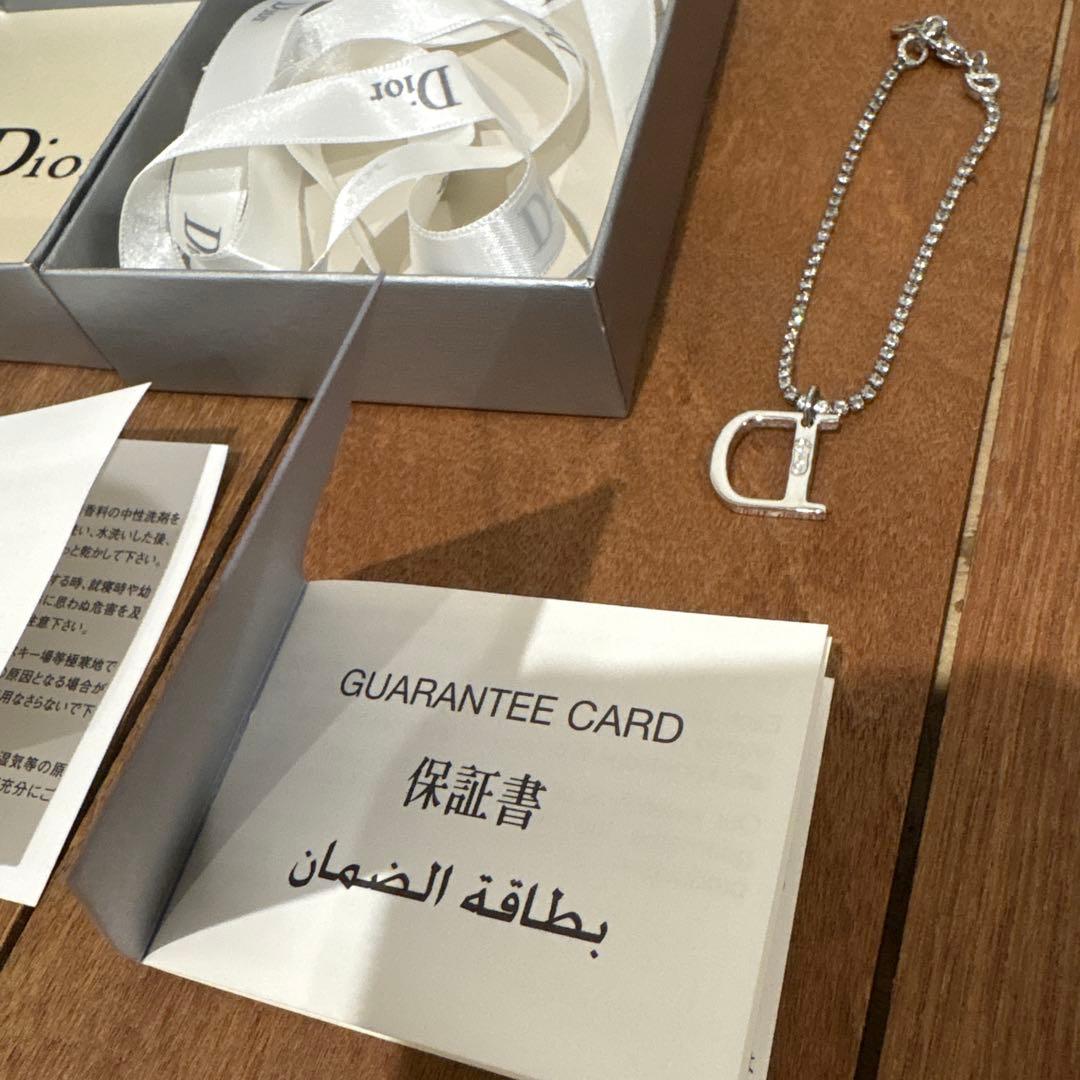 Dior
Dior
Dior
D
香料の中性洗剤を
い、水洗いした後、
っと乾かして下さい。
する時、就寝時や幼
に思わぬ危害を及
注意下さい。
スキー場等極寒地で
の原因となる場合が
用なさらないで下
湿気等の原
充分にご
GUARANTEE CARD
保証書
بطاقة الضمان